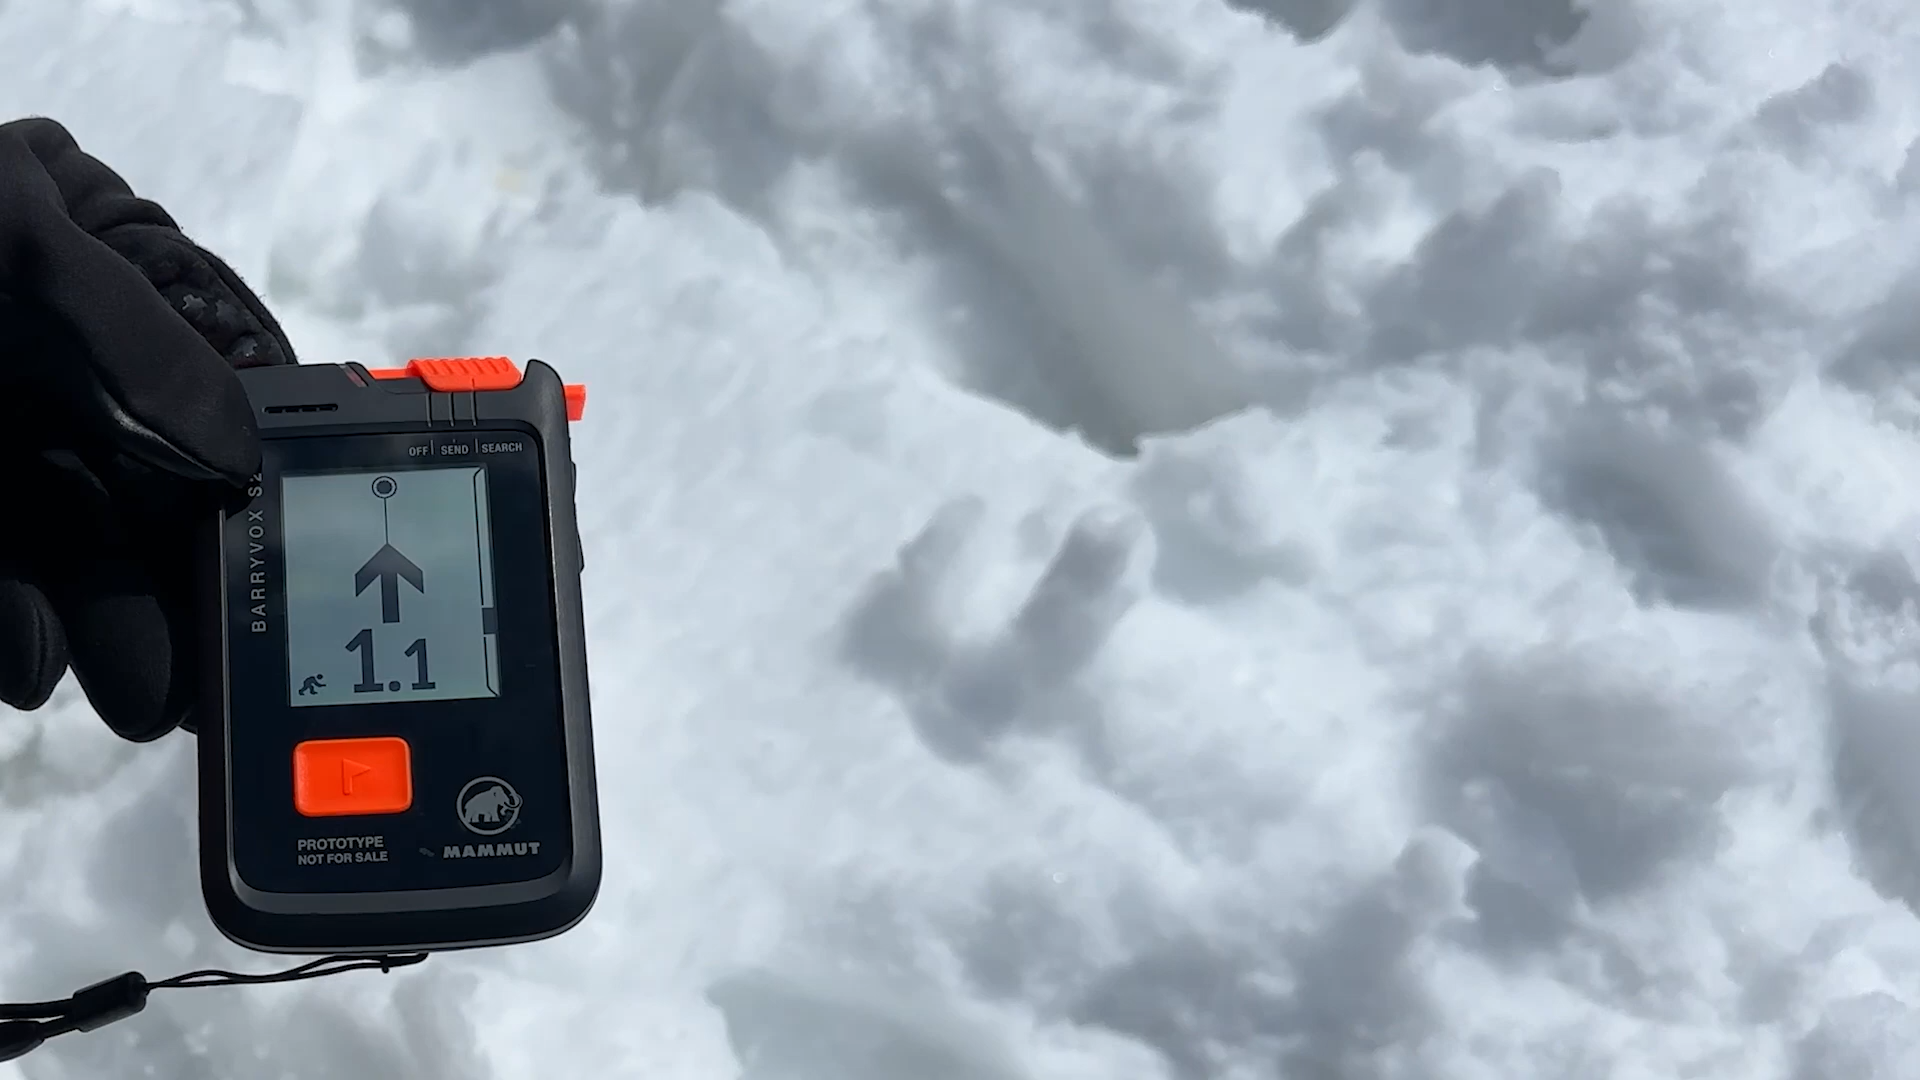 OFF SEND SEARCH
BARRYVOX S2
1.1
PROTOTYPE
NOT FOR SALE
MAMMUT